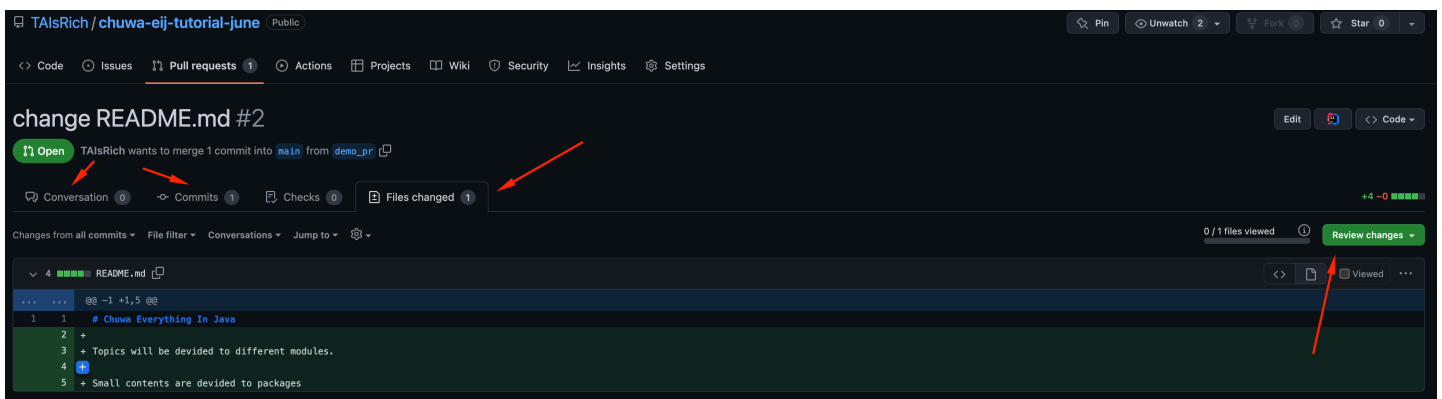 TAIsRich / chuwa-eij-tutorial-june Public Pin Unwatch 2 Fork 0 Star 0
<> Code Issues Pull requests 1 Actions Projects Wiki Security Insights Settings
change README.md #2 Edit <> Code
Open TAIsRich wants to merge 1 commit into main from demo_pr
Conversation 0 Commits 1 Checks 0 Files changed 1 +4 −0
Changes from all commits File filter Conversations Jump to 0 / 1 files viewed Review changes
4 README.md <> Viewed ...
... ... @@ -1 +1,5 @@
1 1 # Chuwa Everything In Java
2 +
3 + Topics will be devided to different modules.
4 +
5 + Small contents are devided to packages